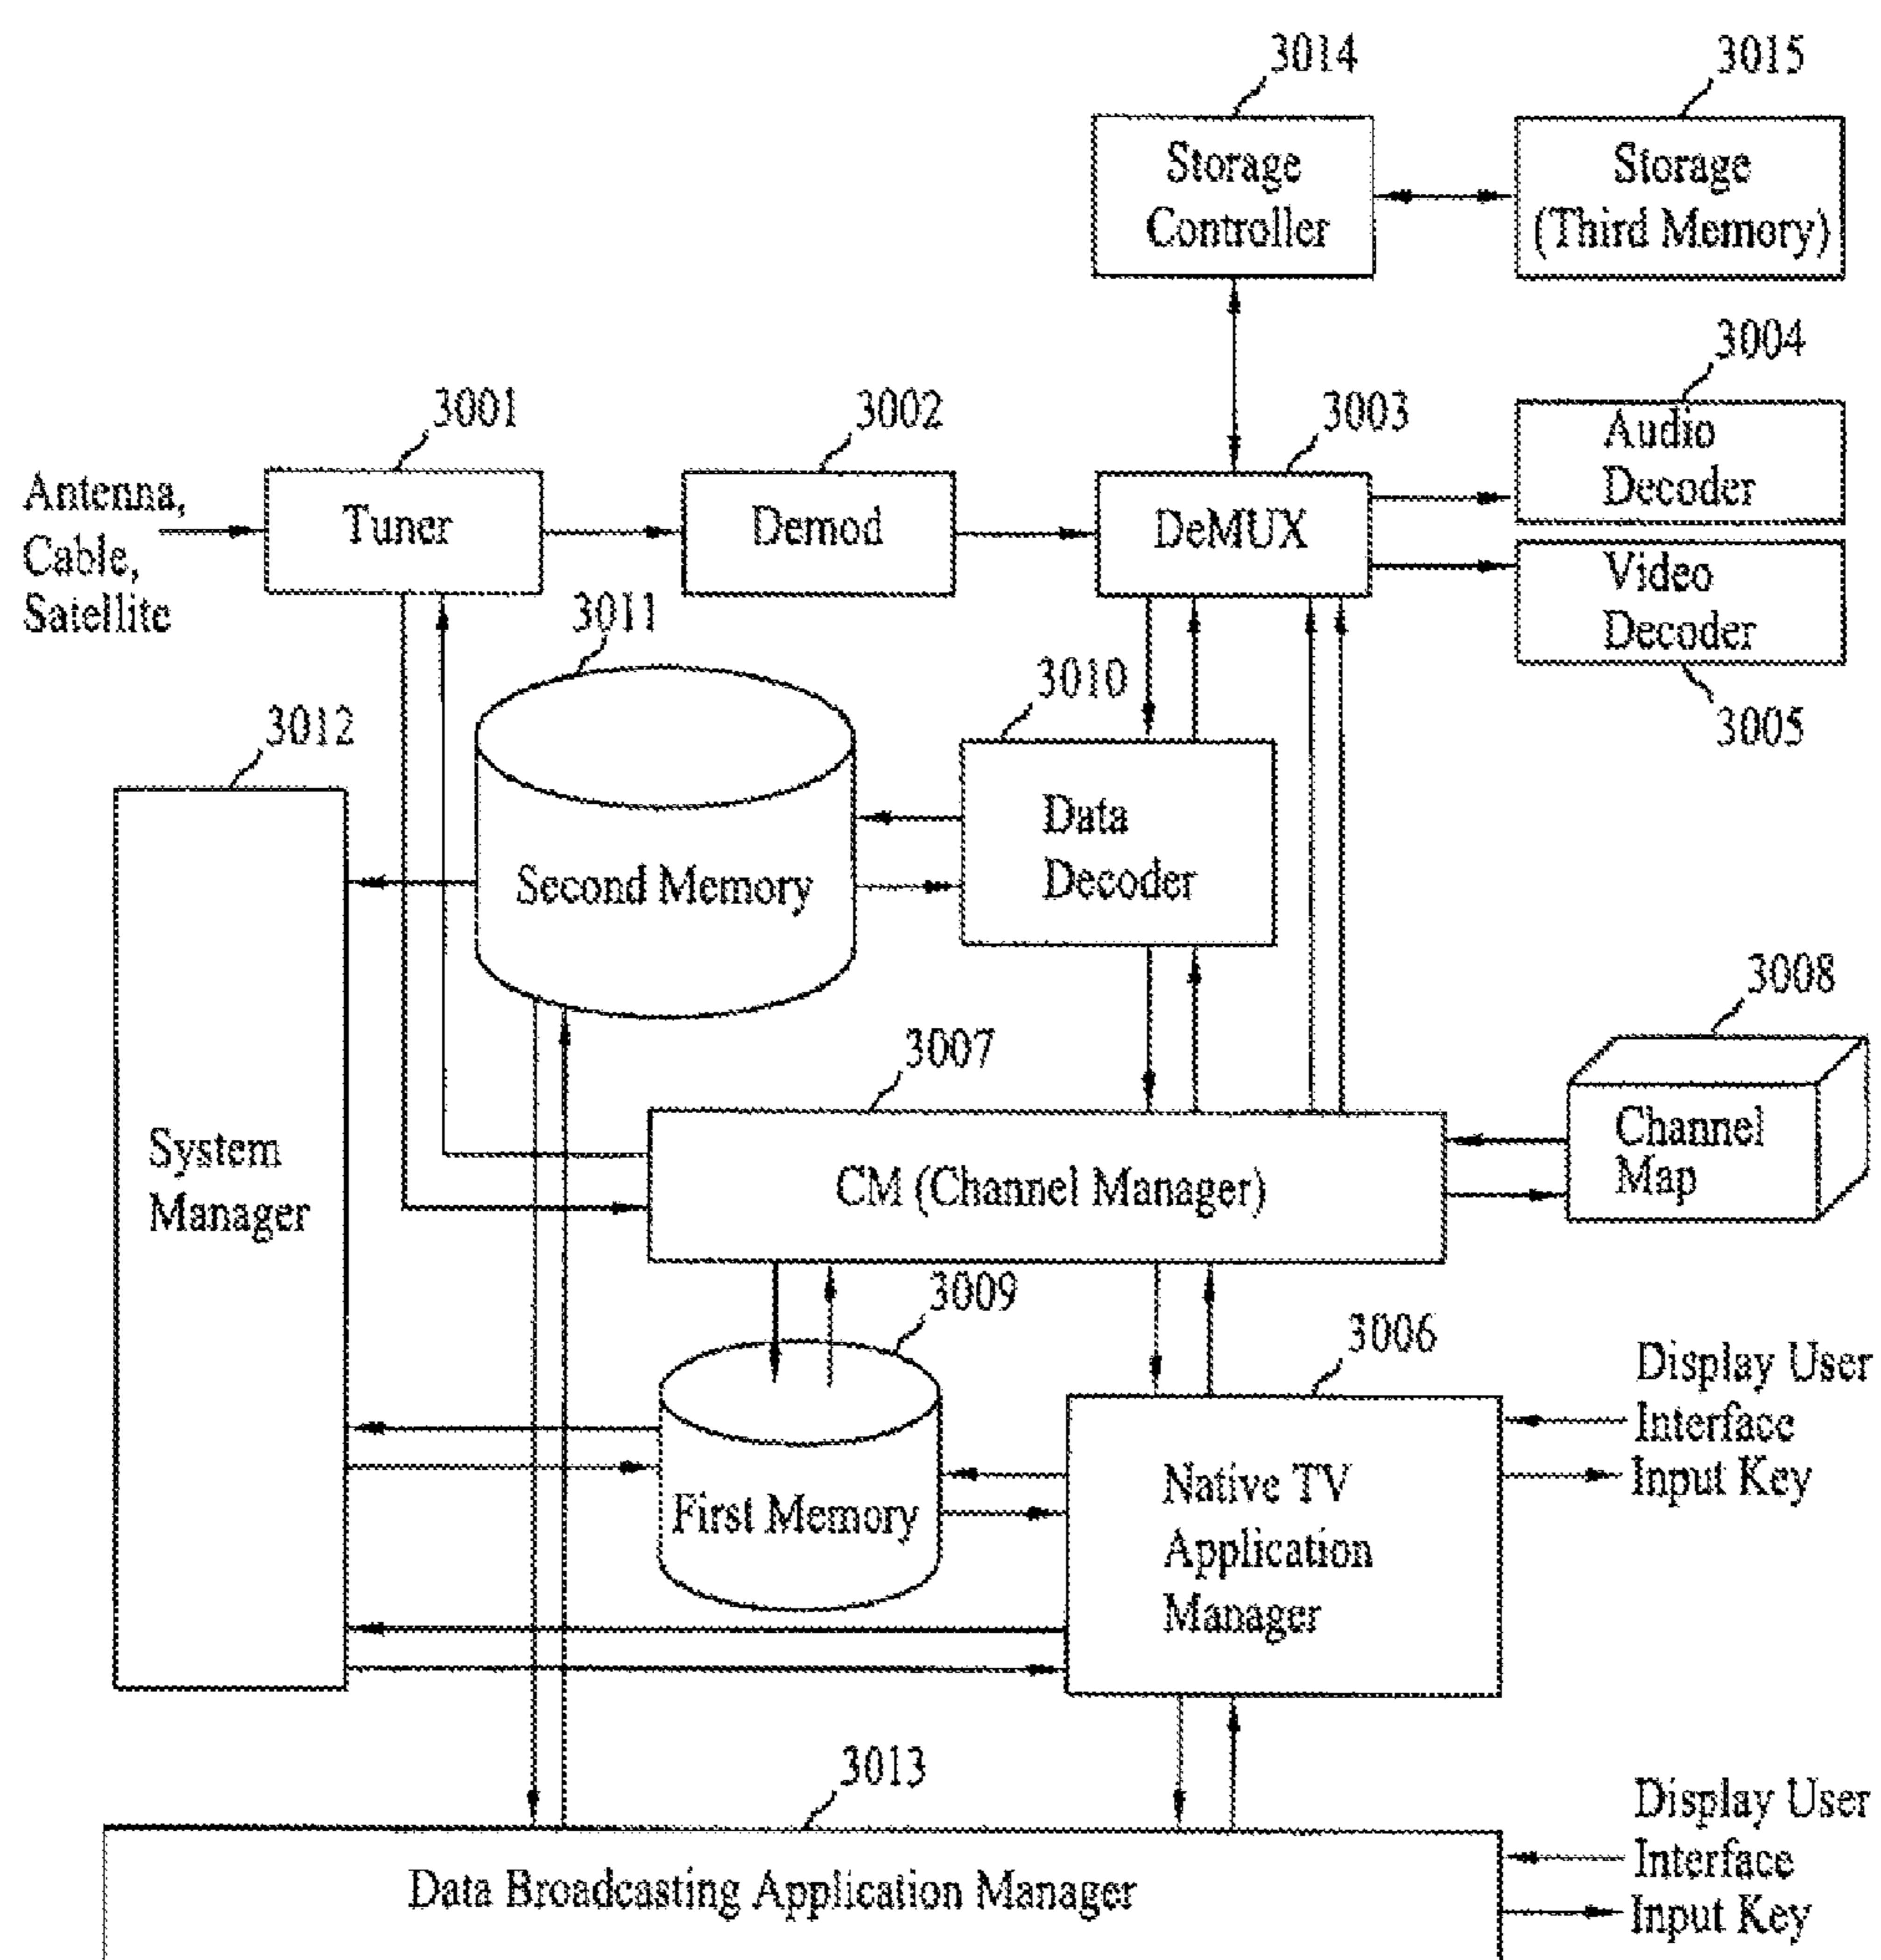 3014
3015
Storage
Controller
Storage
(Third Memory)
3004
3001
3002
3003
Audio
Decoder
Antenna,
Cable,
Satellite
Tuner
Demod
DeMUX
Video
Decoder
3005
3011
3010
3012
Second Memory
Data
Decoder
3008
3007
System
Manager
CM (Channel Manager)
Channel
Map
3009
3006
Display User
Interface
Input Key
First Memory
Native TV
Application
Manager
3013
Display User
Interface
Input Key
Data Broadcasting Application Manager